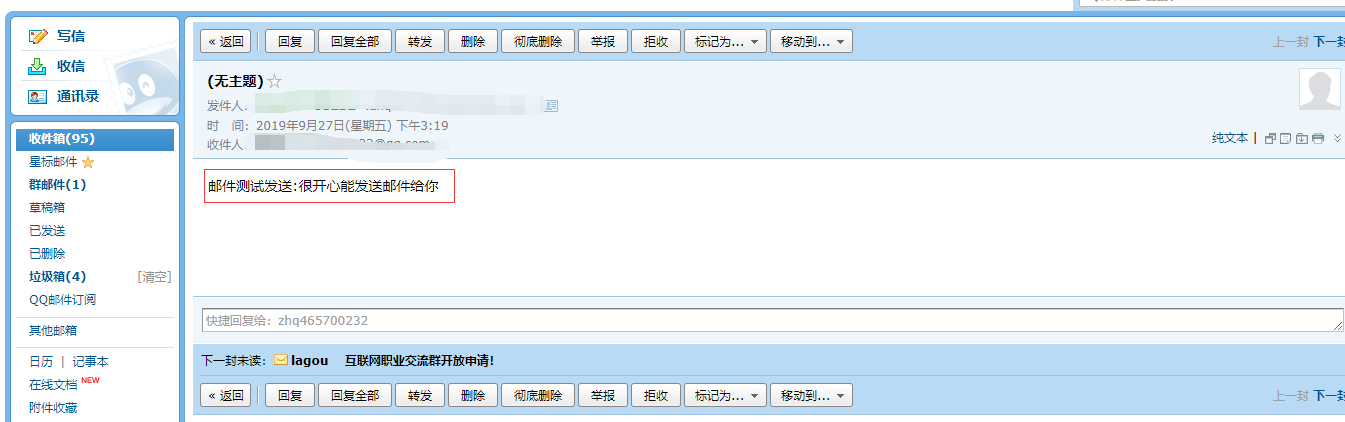 写信
收信
通讯录
收件箱(95)
星标邮件
群邮件(1)
草稿箱
已发送
已删除
垃圾箱(4) [清空]
QQ邮件订阅
其他邮箱
日历 | 记事本
在线文档 NEW
附件收藏
« 返回 回复 回复全部 转发 删除 彻底删除 举报 拒收 标记为... 移动到... 上一封 下一封
(无主题)
发件人:
时 间: 2019年9月27日(星期五) 下午3:19
收件人: @qq.com
纯文本 |
邮件测试发送:很开心能发送邮件给你
快捷回复给: zhq465700232
下一封未读: lagou 互联网职业交流群开放申请!
« 返回 回复 回复全部 转发 删除 彻底删除 举报 拒收 标记为... 移动到... 上一封 下一封